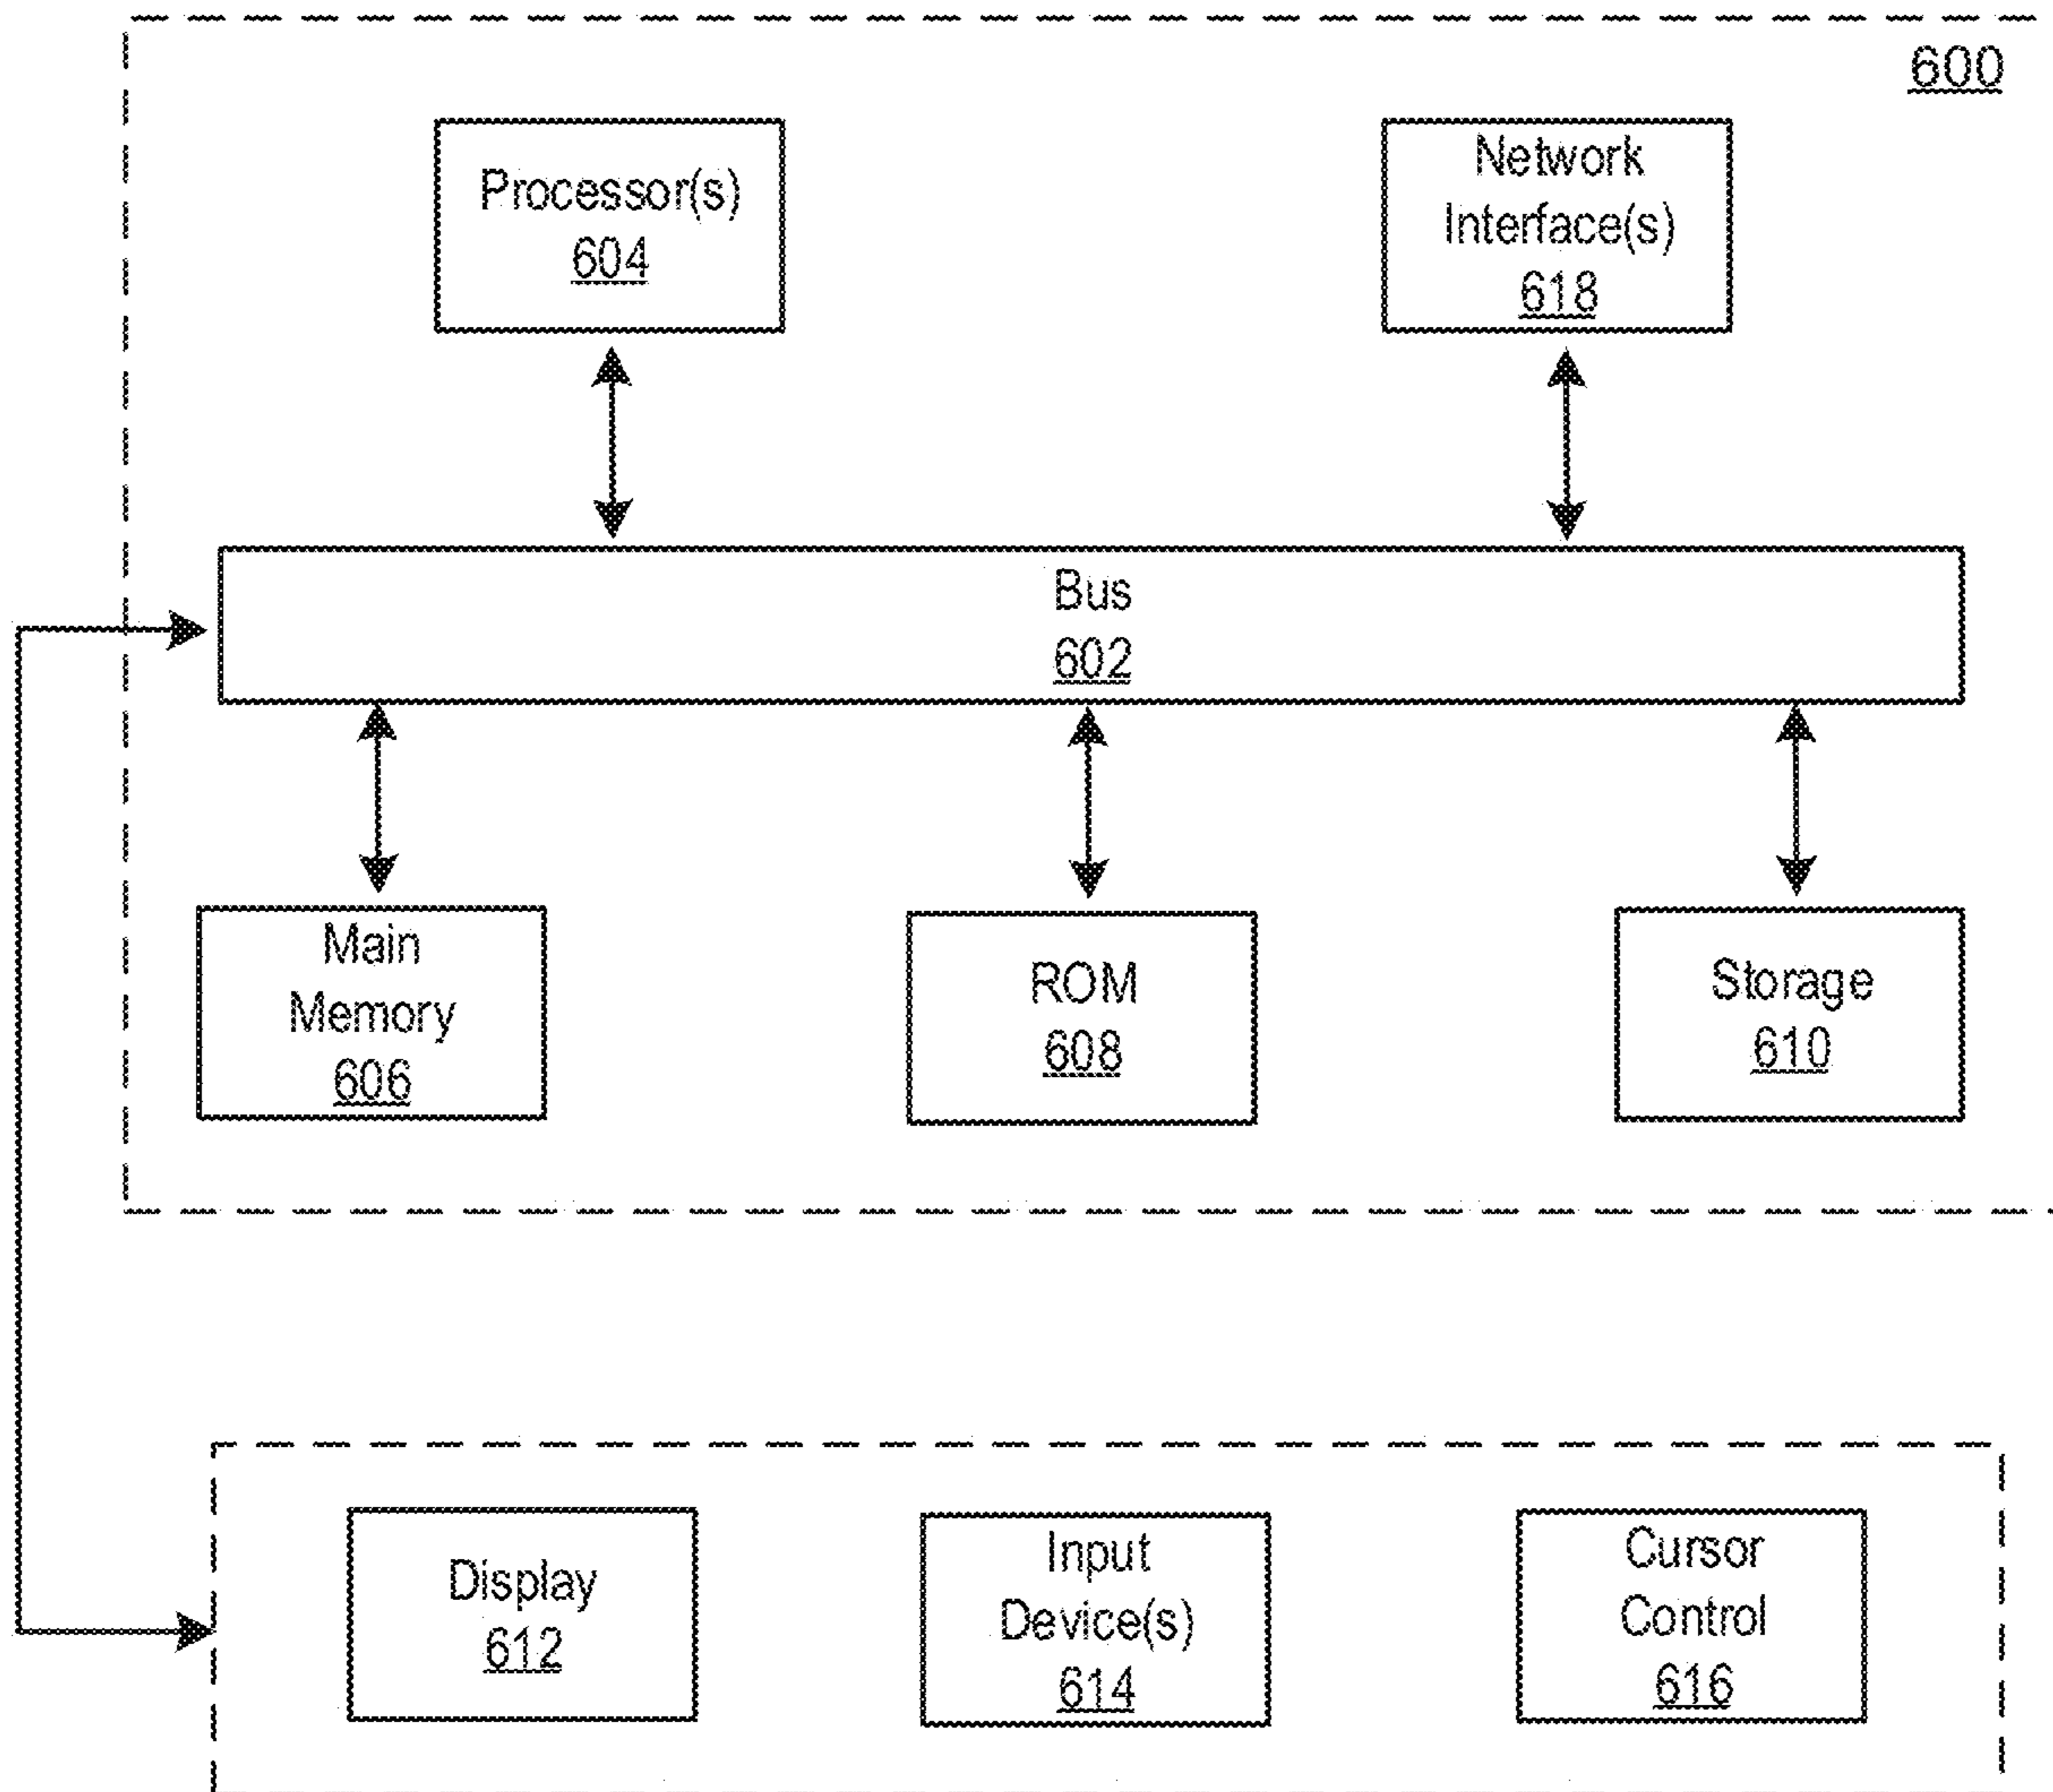 600
Processor(s)
604
Network
Interface(s)
618
Bus
602
Main
Memory
606
ROM
608
Storage
610
Display
612
Input
Device(s)
614
Cursor
Control
616